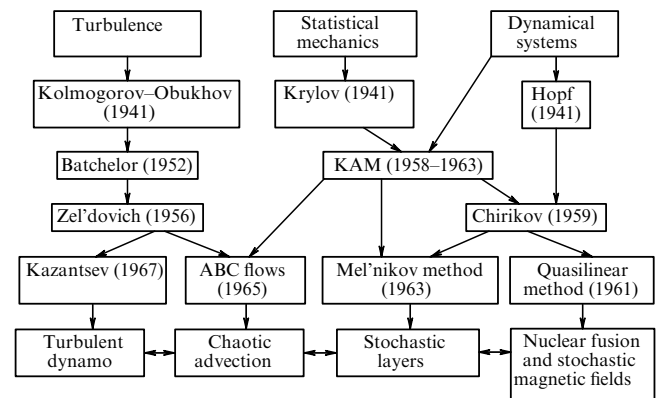 Turbulence
Statistical
mechanics
Dynamical
systems
Kolmogorov–Obukhov
(1941)
Krylov (1941)
Hopf
(1941)
Batchelor (1952)
KAM (1958–1963)
Zel'dovich (1956)
Chirikov (1959)
Kazantsev (1967)
ABC flows
(1965)
Mel'nikov method
(1963)
Quasilinear
method (1961)
Turbulent
dynamo
Chaotic
advection
Stochastic
layers
Nuclear fusion
and stochastic
magnetic fields